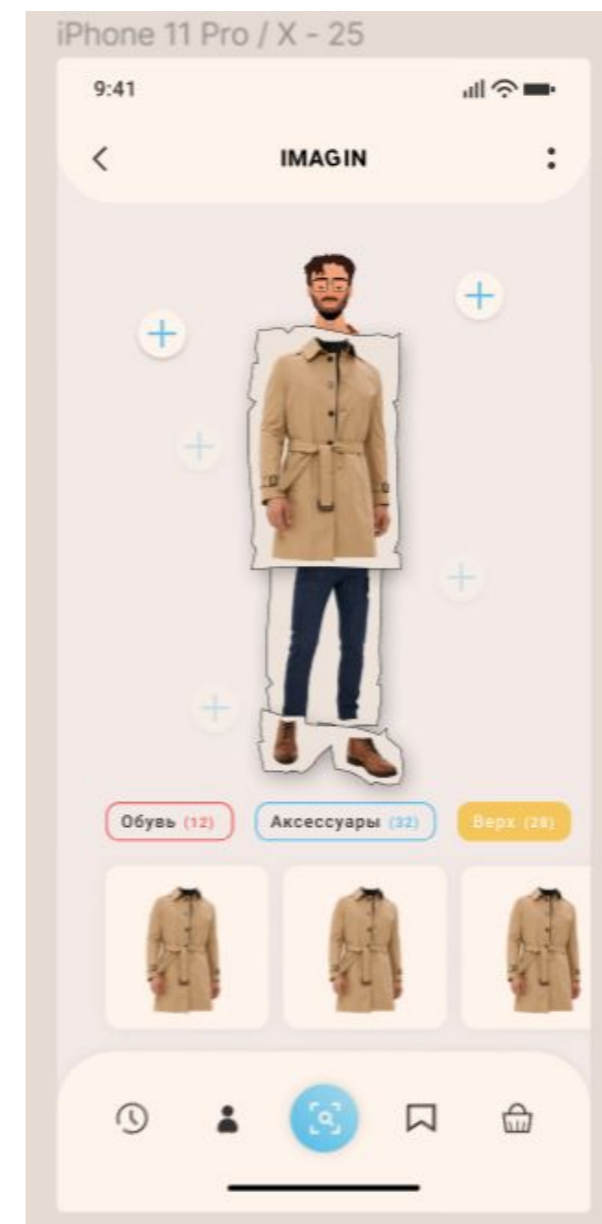 iPhone 11 Pro / X - 25
9:41
IMAGIN
Обувь (12) Аксессуары (32) Верх (28)